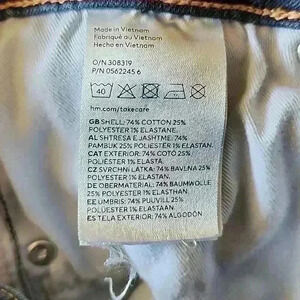 Made in Vietnam
Fabriqué au Vietnam
Hecho en Vietnam
O/N 308319
P/N 0562245 6
40
hm.com/takecare
GB SHELL: 74% COTTON 25%
POLYESTER 1% ELASTANE.
AL SHTRESA E JASHTME: 74%
PAMBUK 25% POLIESTER 1% ELASTAN.
CAT EXTERIOR: 74% COTÓ 25%
POLIÈSTER 1% ELASTÀ.
CZ SVRCHNÍ LÁTKA: 74% BAVLNA 25%
POLYESTER 1% ELASTAN.
DE OBERMATERIAL: 74% BAUMWOLLE
25% POLYESTER 1% ELASTHAN.
EE ÜMBRIS: 74% PUUVILL 25%
POLÜESTER 1% ELASTAAN.
ES TELA EXTERIOR: 74% ALGODÓN